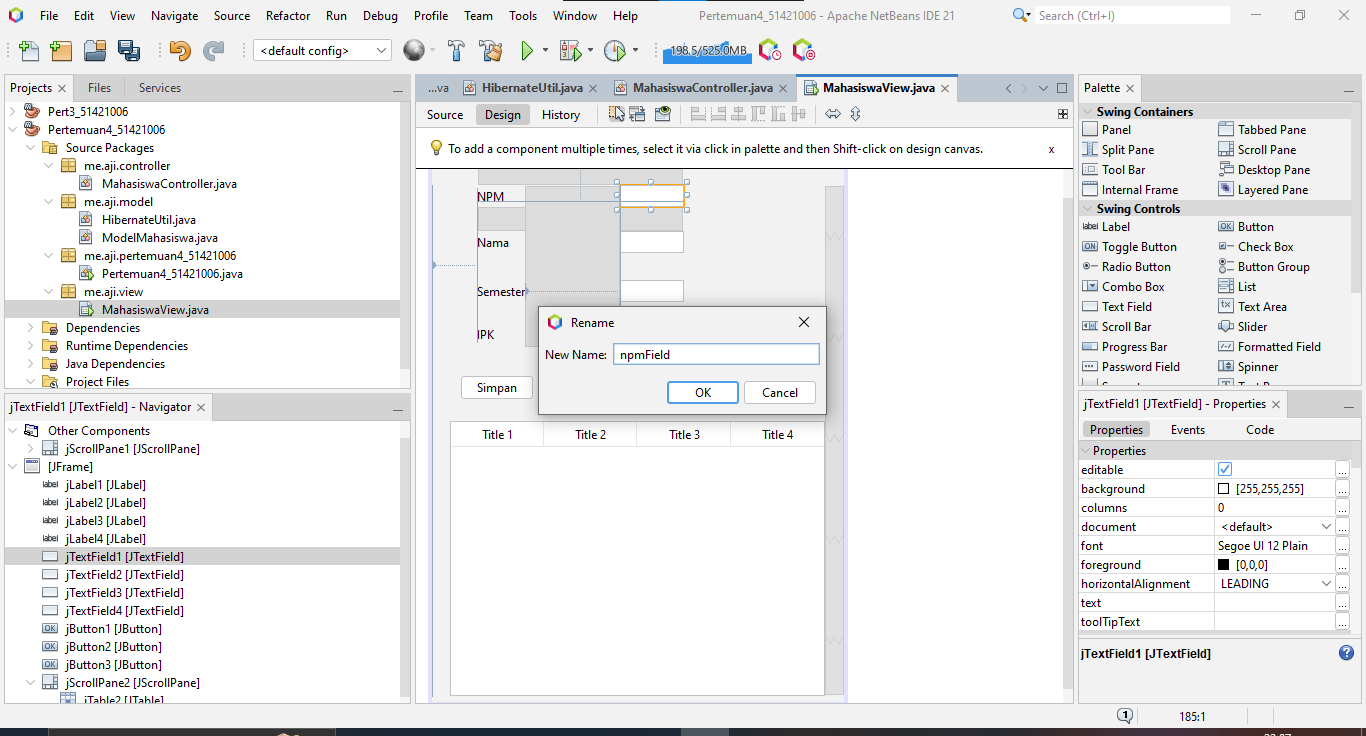 File Edit View Navigate Source Refactor Run Debug Profile Team Tools Window Help
Pertemuan4_51421006 - Apache NetBeans IDE 21
Search (Ctrl+I)
<default config>
198.5/525.0MB
Projects Files Services
Pert3_51421006
Pertemuan4_51421006
Source Packages
me.aji.controller
MahasiswaController.java
me.aji.model
HibernateUtil.java
ModelMahasiswa.java
me.aji.pertemuan4_51421006
Pertemuan4_51421006.java
me.aji.view
MahasiswaView.java
Dependencies
Runtime Dependencies
Java Dependencies
Project Files
jTextField1 [JTextField] - Navigator
Other Components
jScrollPane1 [JScrollPane]
[JFrame]
label jLabel1 [JLabel]
label jLabel2 [JLabel]
label jLabel3 [JLabel]
label jLabel4 [JLabel]
jTextField1 [JTextField]
jTextField2 [JTextField]
jTextField3 [JTextField]
jTextField4 [JTextField]
OK jButton1 [JButton]
OK jButton2 [JButton]
OK jButton3 [JButton]
jScrollPane2 [JScrollPane]
jTable2 [JTable]
...va HibernateUtil.java MahasiswaController.java MahasiswaView.java
Source Design History
To add a component multiple times, select it via click in palette and then Shift-click on design canvas. x
NPM
Nama
Semester
IPK
Simpan
Rename
New Name: npmField
OK Cancel
Title 1 Title 2 Title 3 Title 4
Palette
Swing Containers
Panel Tabbed Pane
Split Pane Scroll Pane
Tool Bar Desktop Pane
Internal Frame Layered Pane
Swing Controls
label Label OK Button
ON Toggle Button Check Box
Radio Button Button Group
Combo Box List
Text Field Text Area
Scroll Bar Slider
Progress Bar Formatted Field
Password Field Spinner
jTextField1 [JTextField] - Properties
Properties Events Code
Properties
editable ...
background [255,255,255] ...
columns 0 ...
document <default> ...
font Segoe UI 12 Plain ...
foreground [0,0,0] ...
horizontalAlignment LEADING ...
text ...
toolTipText ...
jTextField1 [JTextField]
1 185:1